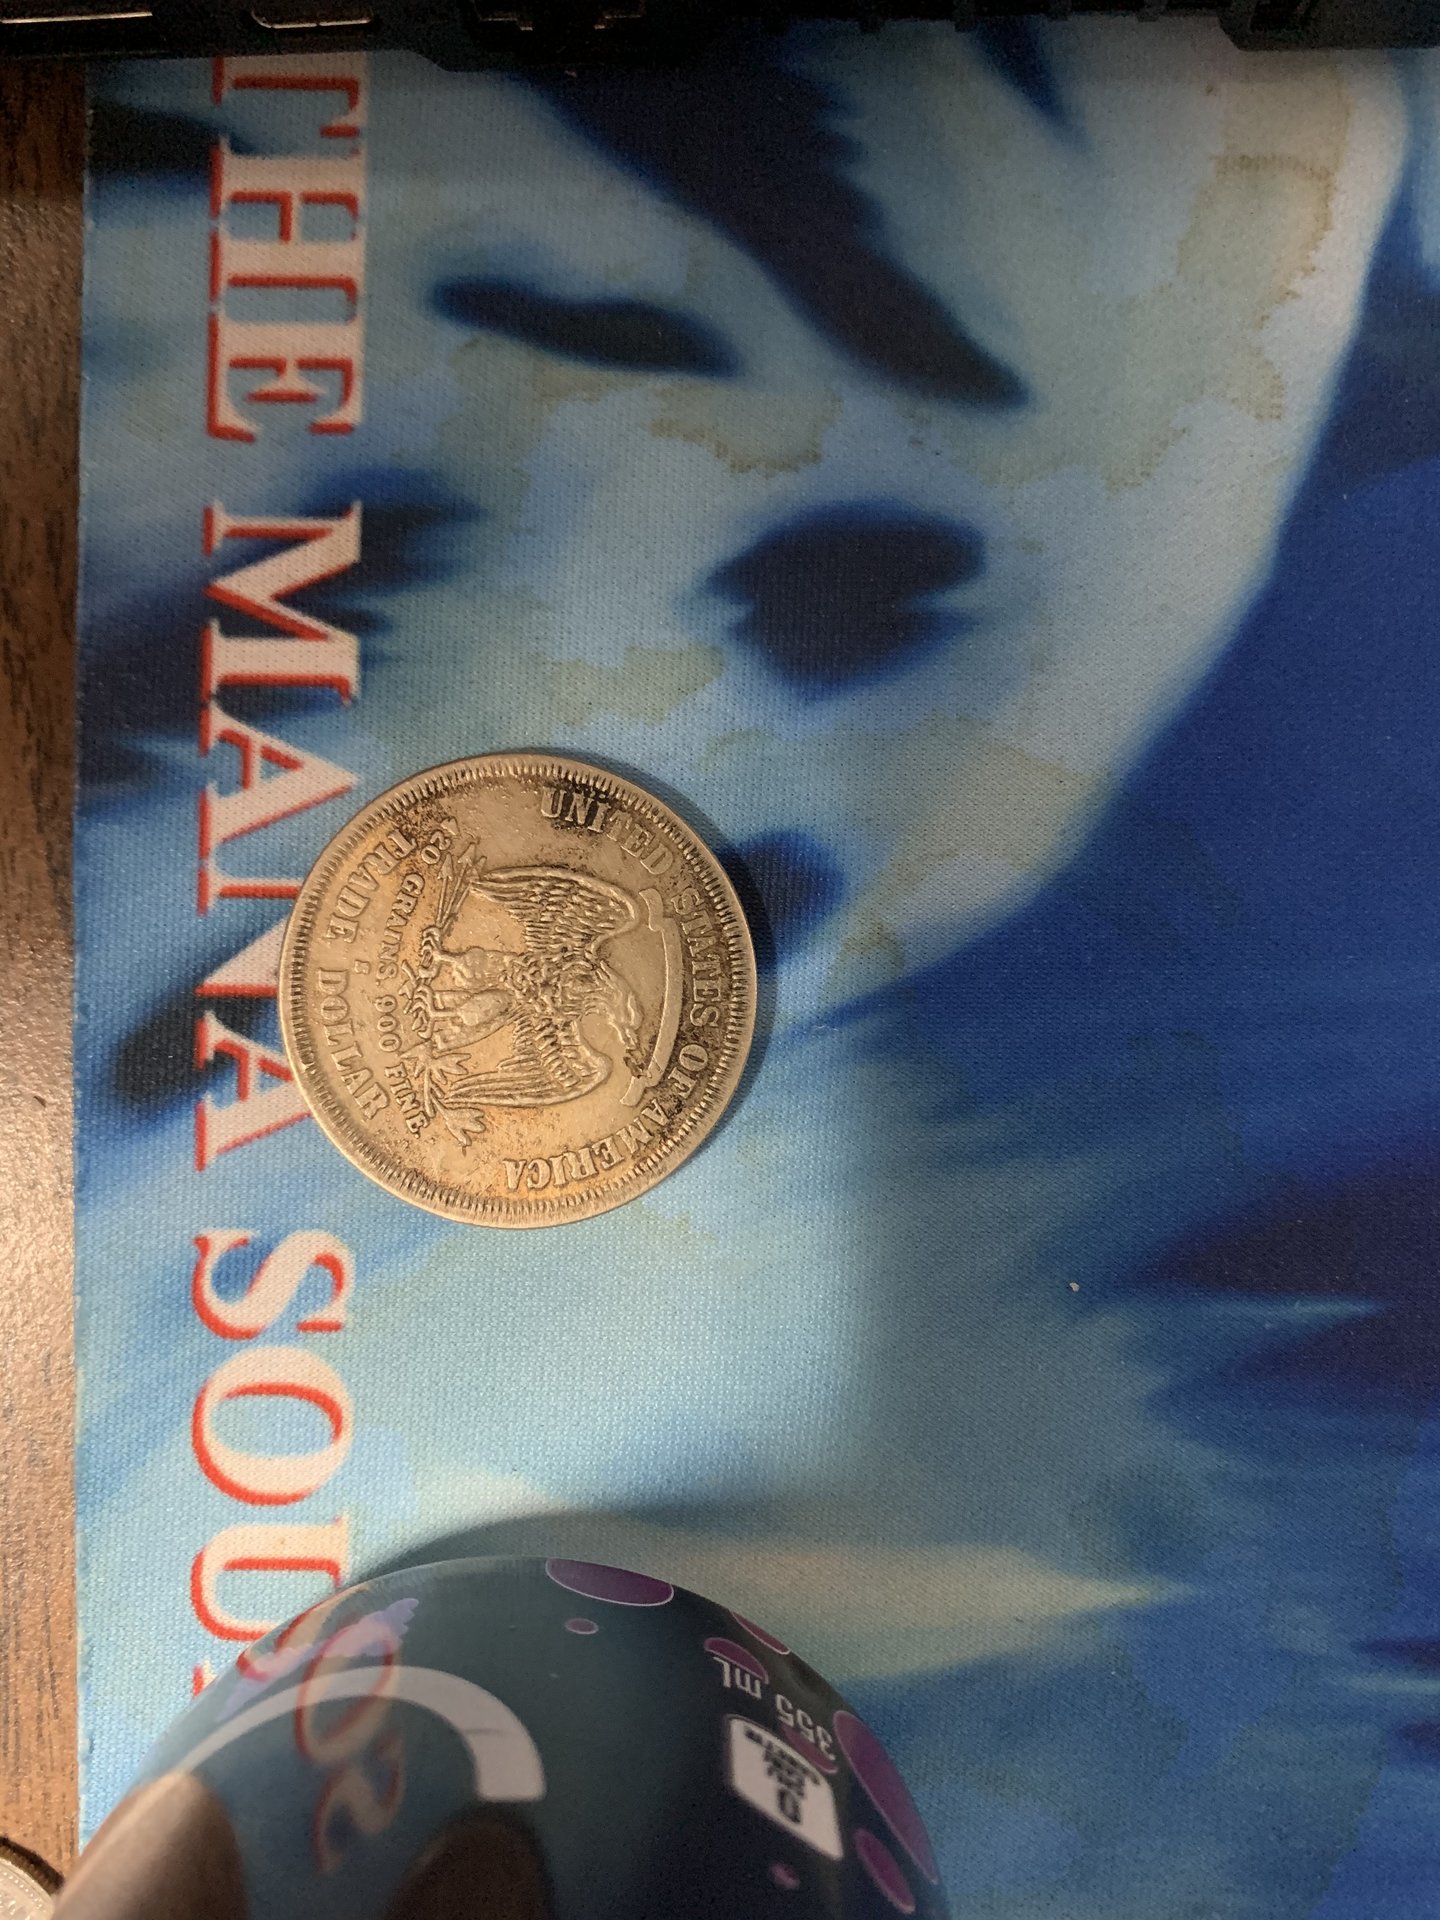 THE MANA SOU
UNITED STATES OF AMERICA
420 GRAINS. 900 FINE.
TRADE = DOLLAR
355 mL